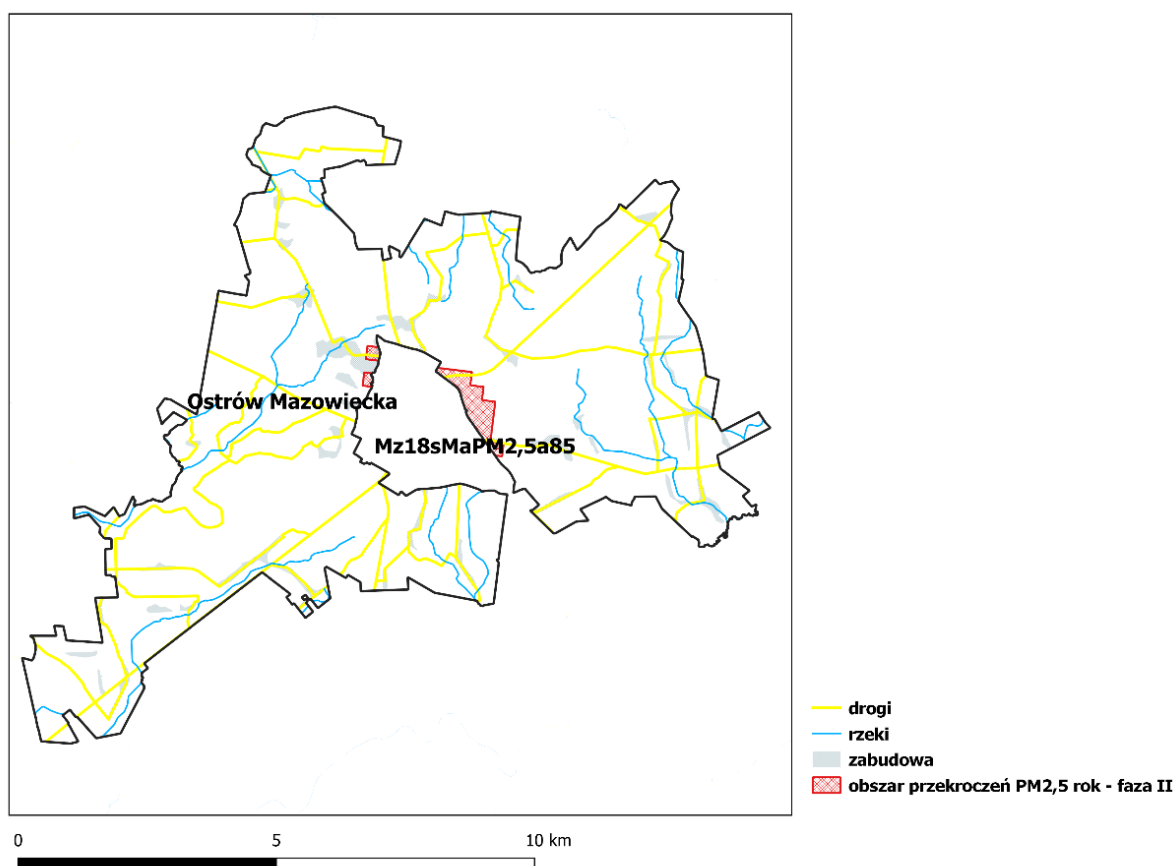 Ostrów Mazowiecka
Mz18sMaPM2,5a85
drogi
rzeki
zabudowa
obszar przekroczeń PM2,5 rok - faza II
0 5 10 km